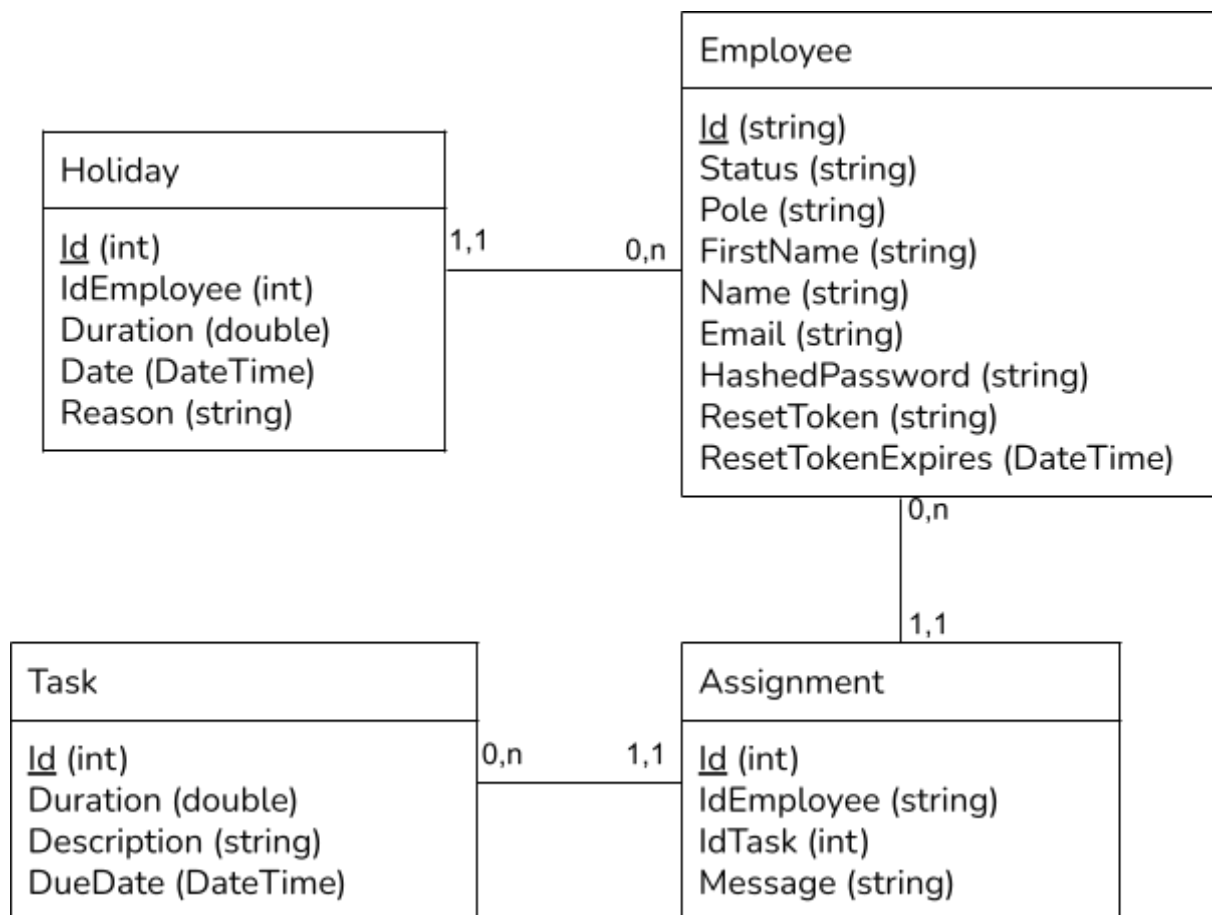 Employee
Id (string)
Status (string)
Pole (string)
FirstName (string)
Name (string)
Email (string)
HashedPassword (string)
ResetToken (string)
ResetTokenExpires (DateTime)
Holiday
Id (int)
IdEmployee (int)
Duration (double)
Date (DateTime)
Reason (string)
1,1
0,n
0,n
1,1
Task
Id (int)
Duration (double)
Description (string)
DueDate (DateTime)
0,n
1,1
Assignment
Id (int)
IdEmployee (string)
IdTask (int)
Message (string)